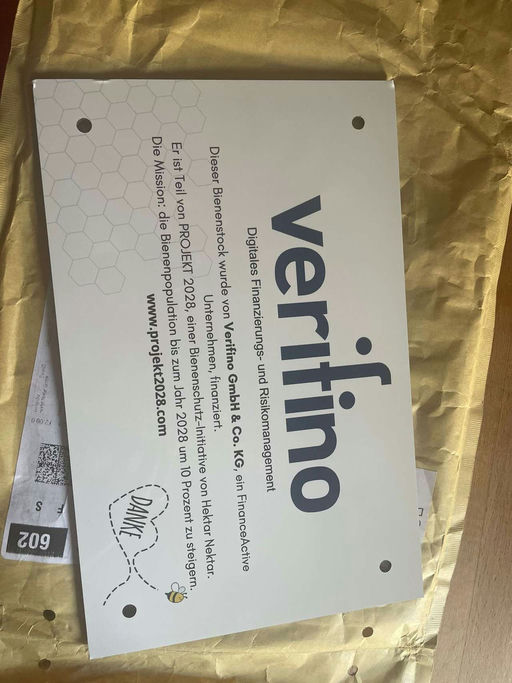 verifino
Digitales Finanzierungs- und Risikomanagement
Dieser Bienenstock wurde von Verifino GmbH & Co. KG, ein FinanceActive
Unternehmen, finanziert.
Er ist Teil von PROJEKT 2028, einer Bienenschutz-Initiative von Hektar Nektar.
Die Mission: die Bienenpopulation bis zum Jahr 2028 um 10 Prozent zu steigern.
www.projekt2028.com
DANKE
602
F
S